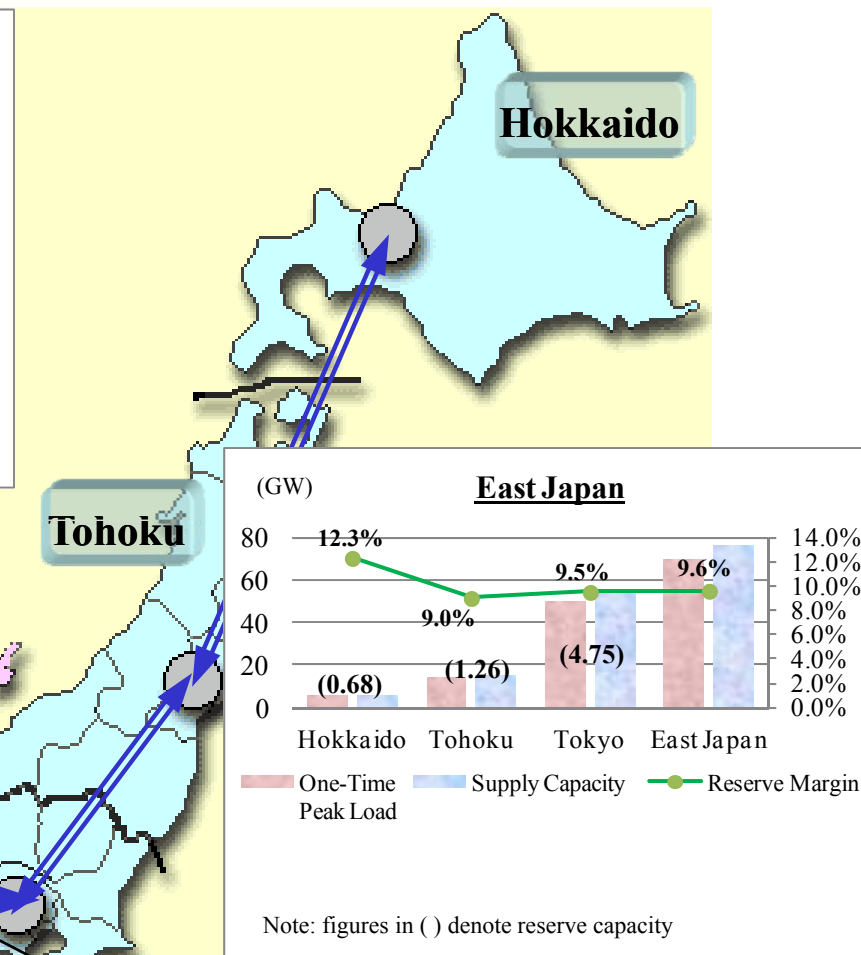 Hokkaido
Tohoku
(GW)
East Japan
80
60
40
20
0
14.0%
12.0%
10.0%
8.0%
6.0%
4.0%
2.0%
0.0%
12.3%
9.0%
9.5%
9.6%
(0.68)
(1.26)
(4.75)
Hokkaido Tohoku Tokyo East Japan
One-Time
Peak Load
Supply Capacity
Reserve Margin
Note: figures in ( ) denote reserve capacity